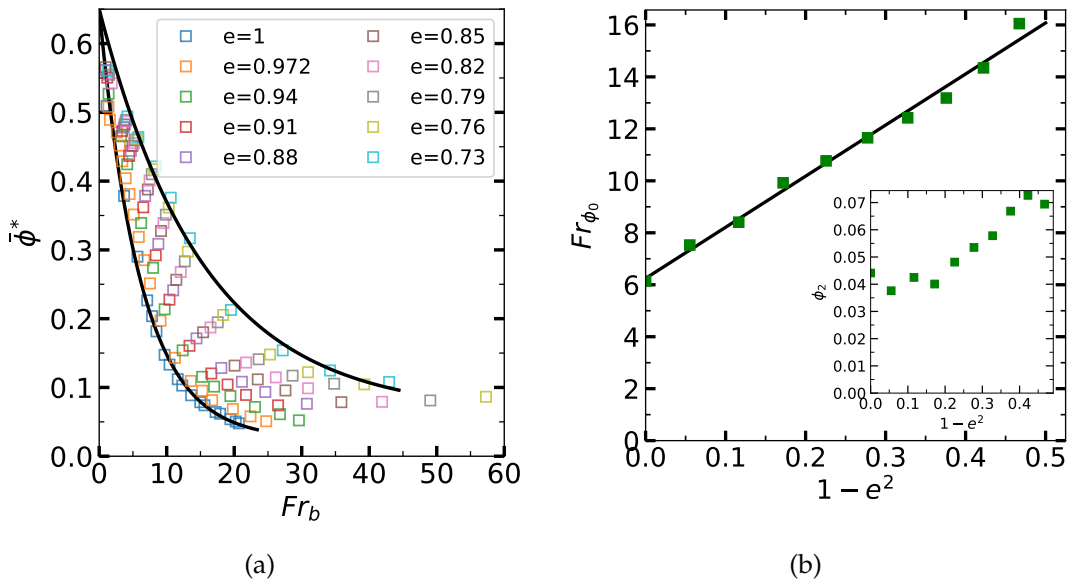 0.6
0.5
0.4
0.3
0.2
0.1
0.0
ϕ̄*
0 10 20 30 40 50 60
Fr_b
e=1
e=0.972
e=0.94
e=0.91
e=0.88
e=0.85
e=0.82
e=0.79
e=0.76
e=0.73
(a)
16
14
12
10
8
6
4
2
0
Fr_{ϕ_0}
0.0 0.1 0.2 0.3 0.4 0.5
1 − e²
0.07
0.06
0.05
0.04
0.03
0.02
0.01
0.00
ϕ_2
0.0 0.1 0.2 0.3 0.4
1 − e²
(b)